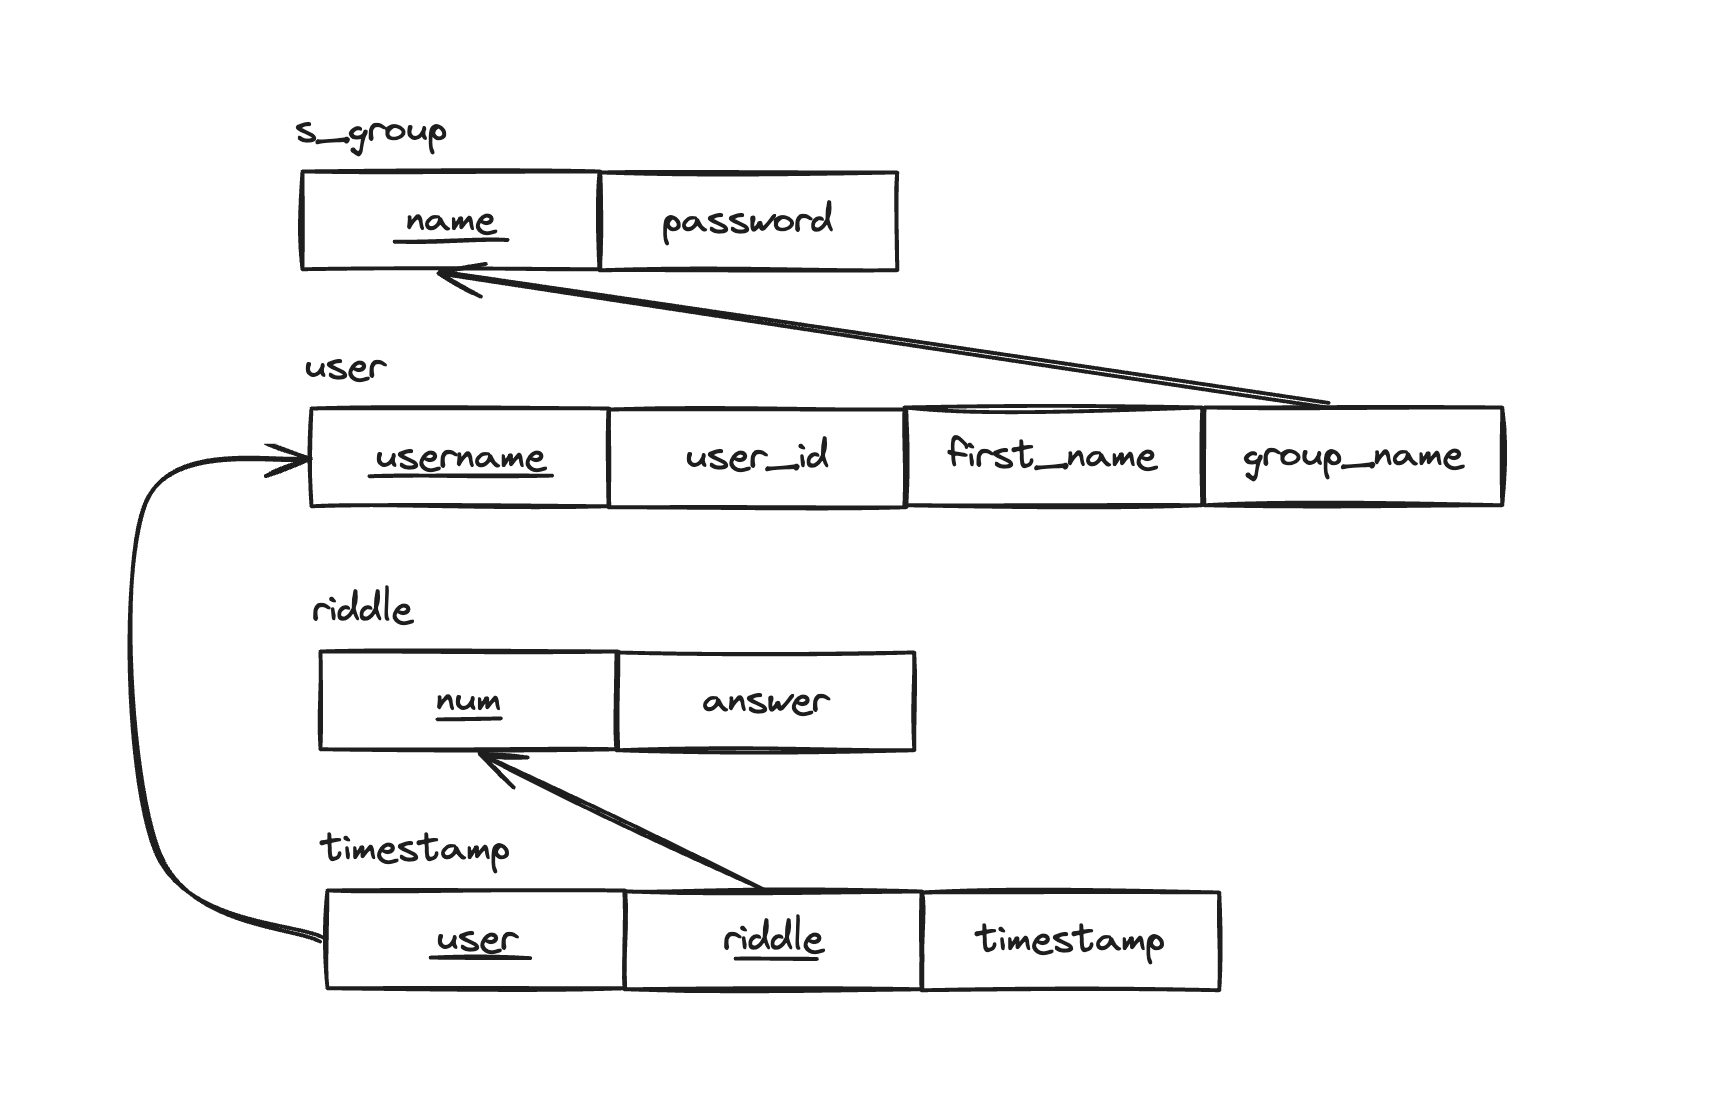 s_group
name password
user
username user_id first_name group_name
riddle
num answer
timestamp
user riddle timestamp